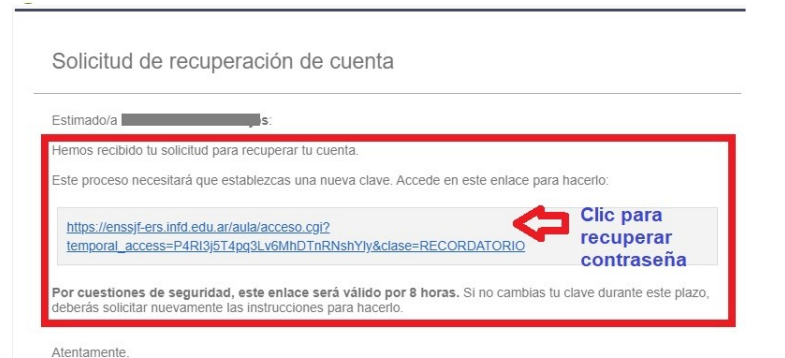 Solicitud de recuperación de cuenta
Estimado/a s:
Hemos recibido tu solicitud para recuperar tu cuenta.
Este proceso necesitará que establezcas una nueva clave. Accede en este enlace para hacerlo:
https://enssjf-ers.infd.edu.ar/aula/acceso.cgi?
temporal_access=P4RI3j5T4pq3Lv6MhDTnRNshYIy&clase=RECORDATORIO
Clic para
recuperar
contraseña
Por cuestiones de seguridad, este enlace será válido por 8 horas. Si no cambias tu clave durante este plazo,
deberás solicitar nuevamente las instrucciones para hacerlo.
Atentamente.